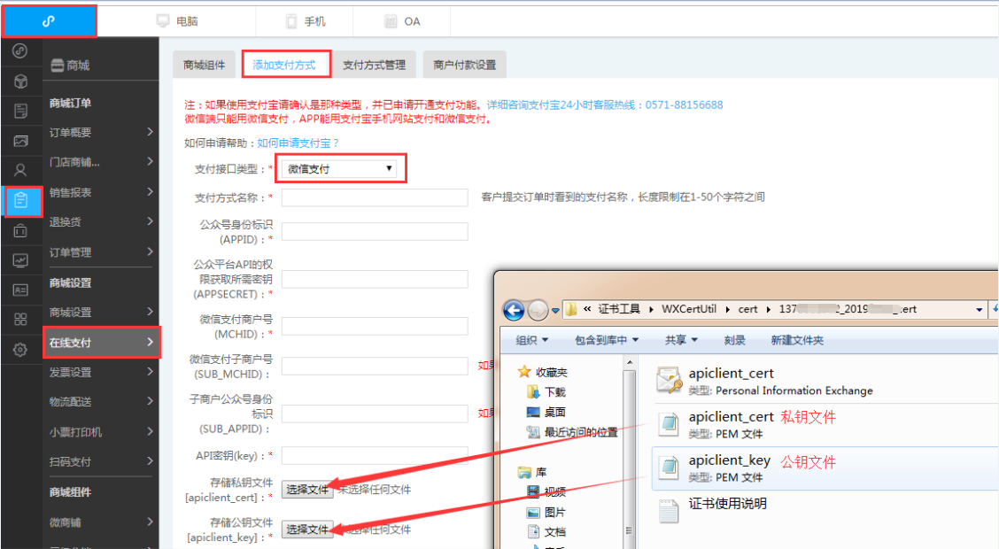 电脑
手机
OA
商城
商城订单
订单概要
门店商铺...
销售报表
退换货
订单管理
商城设置
商城设置
在线支付
发票设置
物流配送
小票打印机
扫码支付
商城组件
微商铺
商城组件
添加支付方式
支付方式管理
商户付款设置
注：如果使用支付宝请确认是那种类型，并已申请开通支付功能。详细咨询支付宝24小时客服热线：0571-88156688
微信端只能用微信支付，APP能用支付宝手机网站支付和微信支付。
如何申请帮助：如何申请支付宝？
支付接口类型：* 微信支付
支付方式名称：* 客户提交订单时看到的支付名称，长度限制在1-50个字符之间
公众号身份标识
(APPID)：*
公众平台API的权
限获取所需密钥
(APPSECRET)：*
微信支付商户号
(MCHID)：*
微信支付子商户号
(SUB_MCHID)： 如果
子商户公众号身份
标识
(SUB_APPID)： 如果
API密钥(key)：*
存储私钥文件
[apiclient_cert]：* 选择文件 未选择任何文件
存储公钥文件
[apiclient_key]：* 选择文件 选择任何文件
« 证书工具 WXCertUtil cert 137 2_2019 cert
组织 包含到库中 共享 刻录 新建文件夹
收藏夹
下载
桌面
最近访问的位置
库
视频
图片
文档
apiclient_cert
类型: Personal Information Exchange
apiclient_cert 私钥文件
类型: PEM 文件
apiclient_key 公钥文件
类型: PEM 文件
证书使用说明